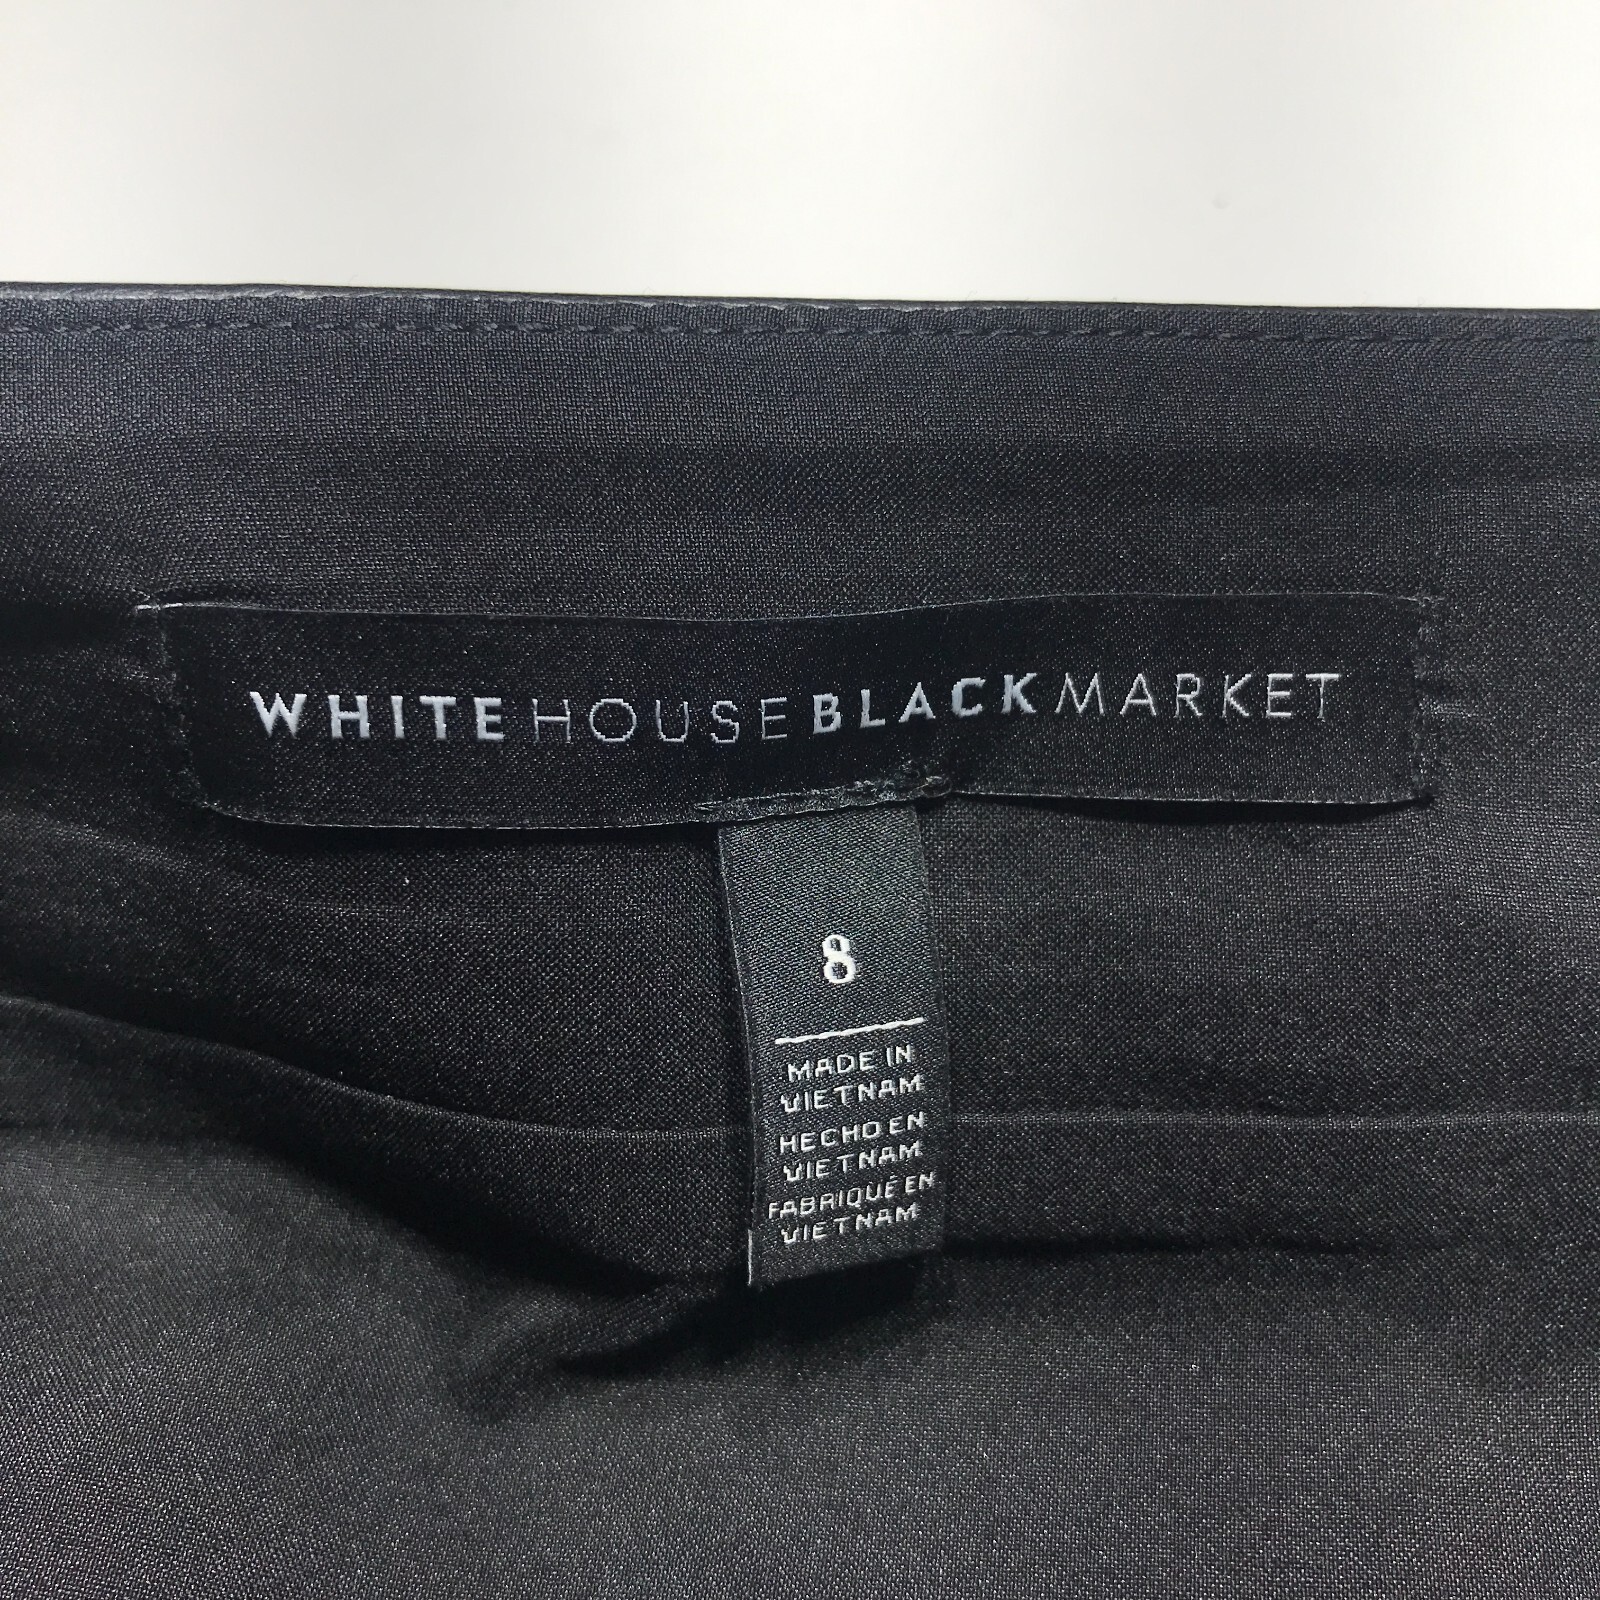 WHITEHOUSEBLACKMARKET
8
MADE IN
VIETNAM
HECHO EN
VIETNAM
FABRIQUÉ EN
VIETNAM